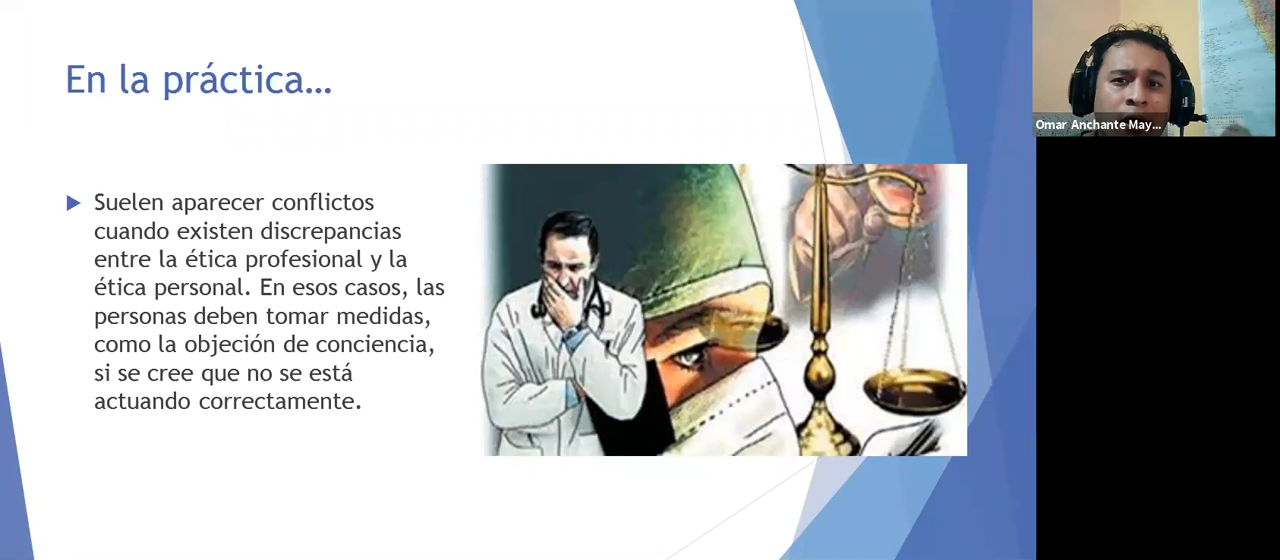 En la práctica...
Suelen aparecer conflictos
cuando existen discrepancias
entre la ética profesional y la
ética personal. En esos casos, las
personas deben tomar medidas,
como la objeción de conciencia,
si se cree que no se está
actuando correctamente.
Omar Anchante May...